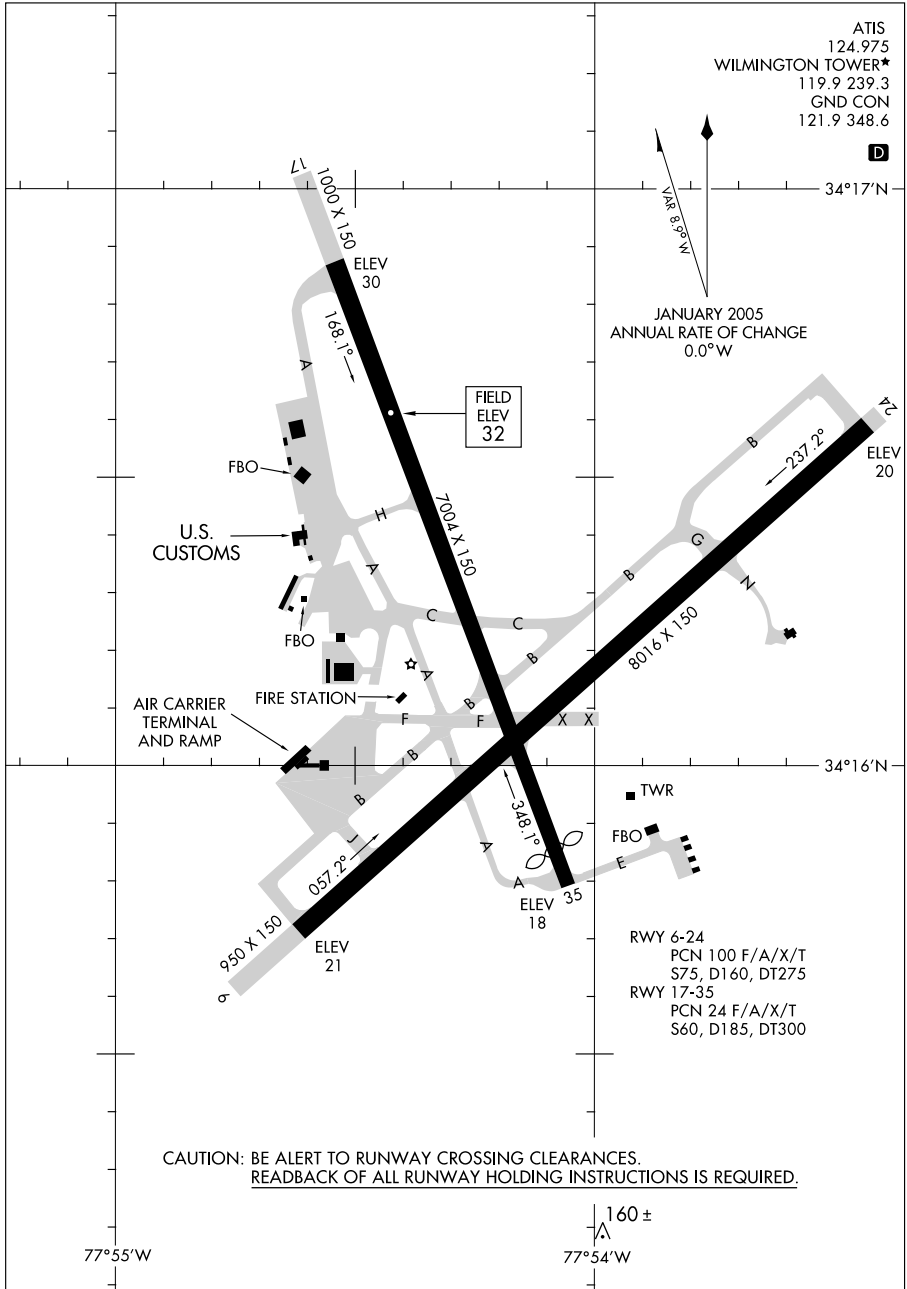 ATIS
124.975
WILMINGTON TOWER★
119.9 239.3
GND CON
121.9 348.6
D
34°17'N
VAR 8.9° W
JANUARY 2005
ANNUAL RATE OF CHANGE
0.0° W
17
1000 X 150
ELEV
30
168.1°
A
FIELD
ELEV
32
7004 X 150
FBO
U.S.
CUSTOMS
H
A
FBO
C
C
B
24
237.2°
ELEV
20
B
G
N
B
B
8016 X 150
A
FIRE STATION
B
F
F
X X
AIR CARRIER
TERMINAL
AND RAMP
B
B
J
34°16'N
TWR
FBO
348.1°
057.2°
A
A
E
35
ELEV
18
950 X 150
ELEV
21
6
RWY 6-24
PCN 100 F/A/X/T
S75, D160, DT275
RWY 17-35
PCN 24 F/A/X/T
S60, D185, DT300
CAUTION: BE ALERT TO RUNWAY CROSSING CLEARANCES.
READBACK OF ALL RUNWAY HOLDING INSTRUCTIONS IS REQUIRED.
160 ±
77°55'W
77°54'W